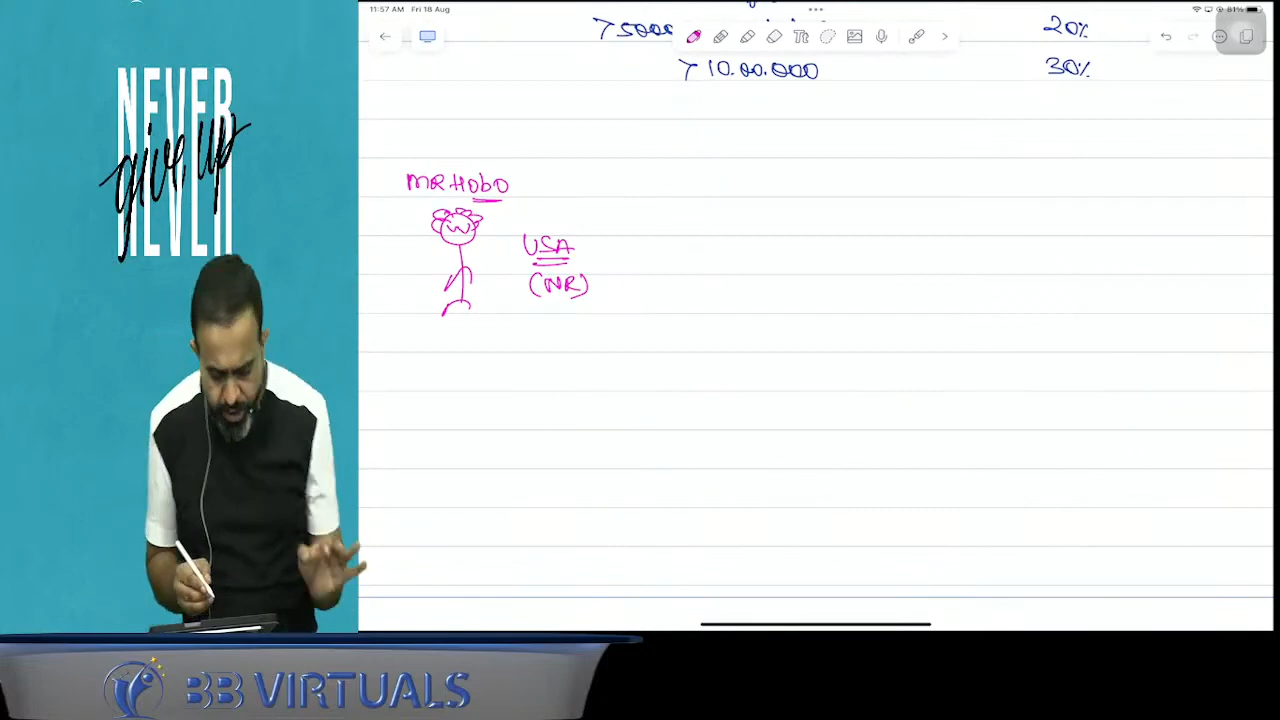 11:57 AM Fri 18 Aug
81%
20%
> 10.00.000 30%
NEVER
give up
NEVER
MR HObO
USA
(NR)
BB VIRTUALS